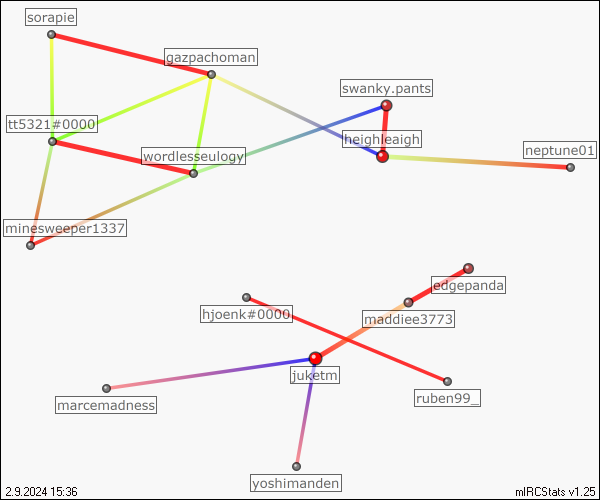 sorapie
gazpachoman
swanky.pants
tt5321#0000
heighleaigh
neptune01
wordlesseulogy
minesweeper1337
edgepanda
hjoenk#0000
maddiee3773
juketm
ruben99_
marcemadness
yoshimanden
2.9.2024 15:36
mIRCStats v1.25